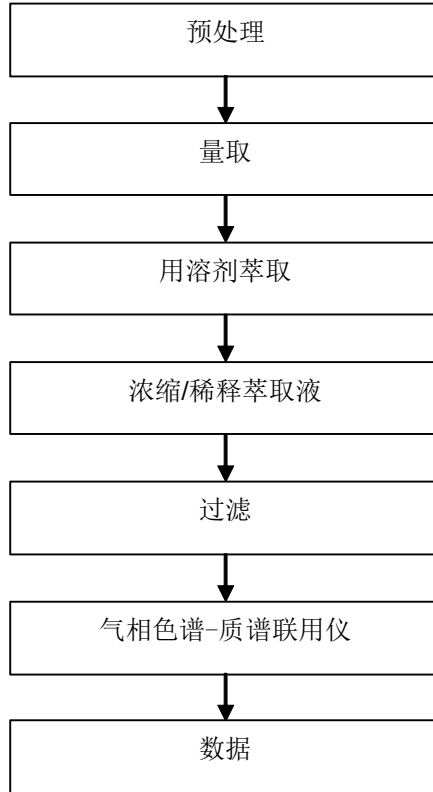 预处理
量取
用溶剂萃取
浓缩/稀释萃取液
过滤
气相色谱-质谱联用仪
数据